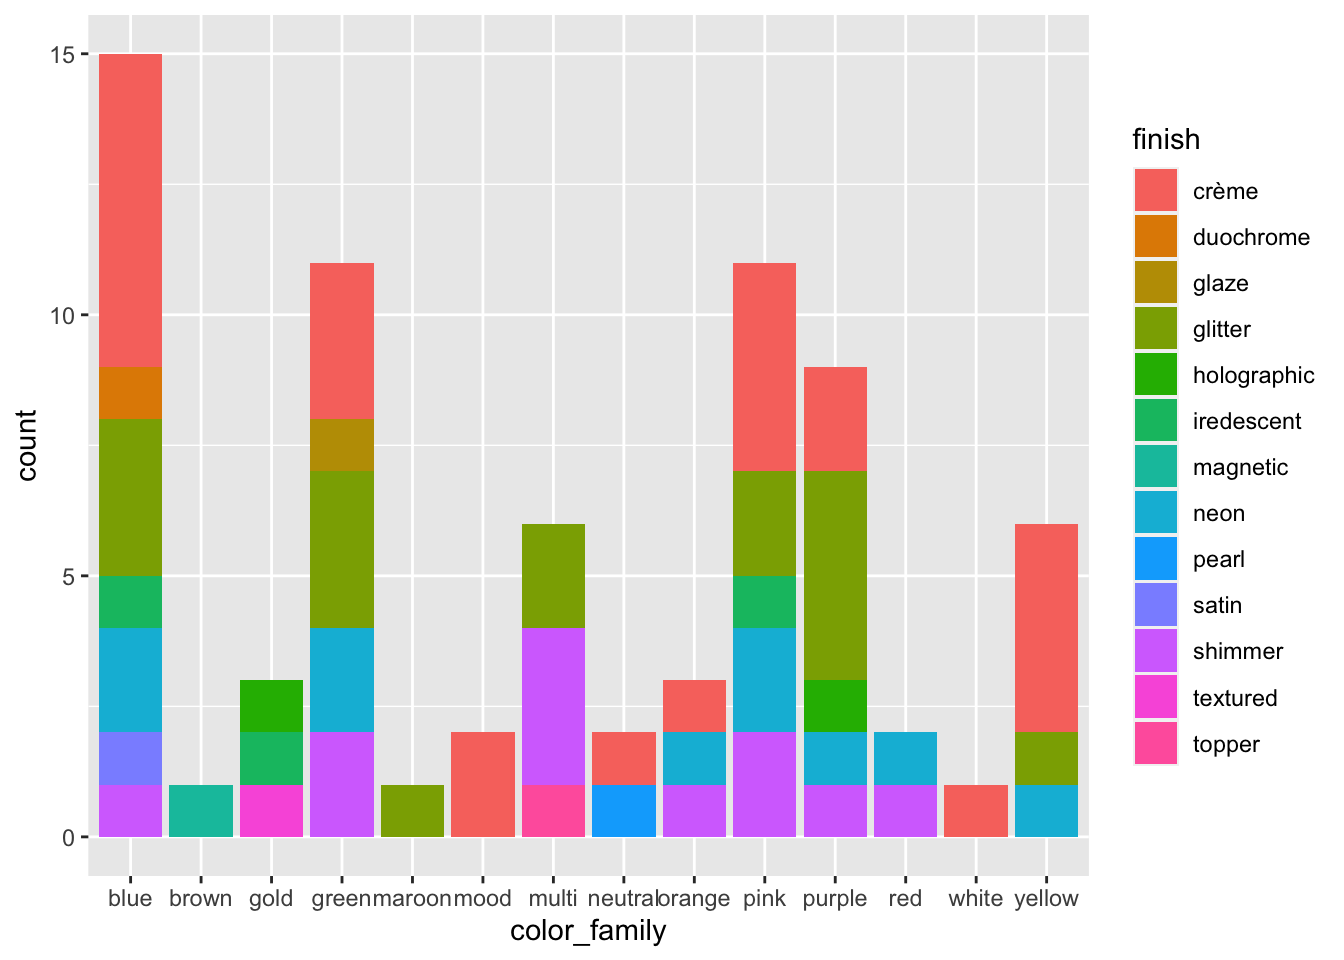 15
10
5
0
count
blue brown gold green maroon mood multi neutral orange pink purple red white yellow
color_family
finish
crème
duochrome
glaze
glitter
holographic
iredescent
magnetic
neon
pearl
satin
shimmer
textured
topper